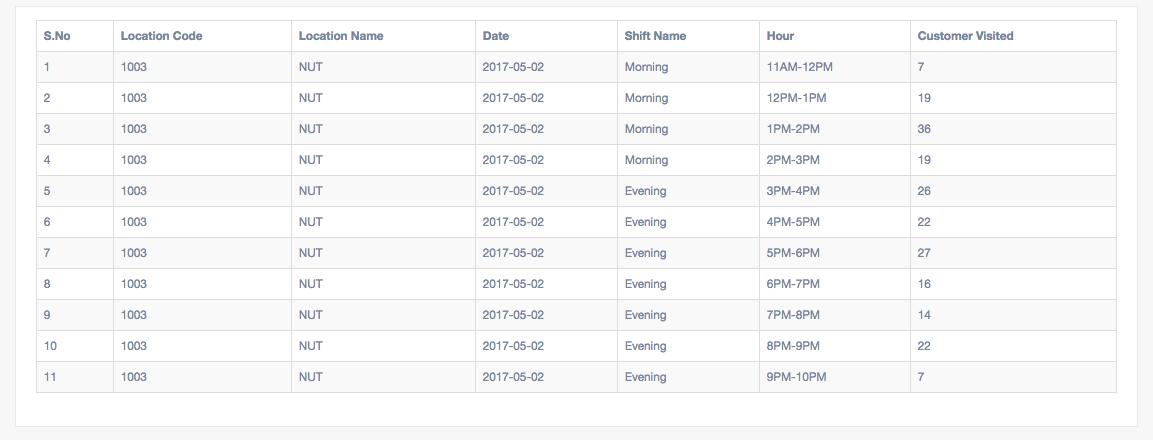 S.No Location Code Location Name Date Shift Name Hour Customer Visited
1 1003 NUT 2017-05-02 Morning 11AM-12PM 7
2 1003 NUT 2017-05-02 Morning 12PM-1PM 19
3 1003 NUT 2017-05-02 Morning 1PM-2PM 36
4 1003 NUT 2017-05-02 Morning 2PM-3PM 19
5 1003 NUT 2017-05-02 Evening 3PM-4PM 26
6 1003 NUT 2017-05-02 Evening 4PM-5PM 22
7 1003 NUT 2017-05-02 Evening 5PM-6PM 27
8 1003 NUT 2017-05-02 Evening 6PM-7PM 16
9 1003 NUT 2017-05-02 Evening 7PM-8PM 14
10 1003 NUT 2017-05-02 Evening 8PM-9PM 22
11 1003 NUT 2017-05-02 Evening 9PM-10PM 7